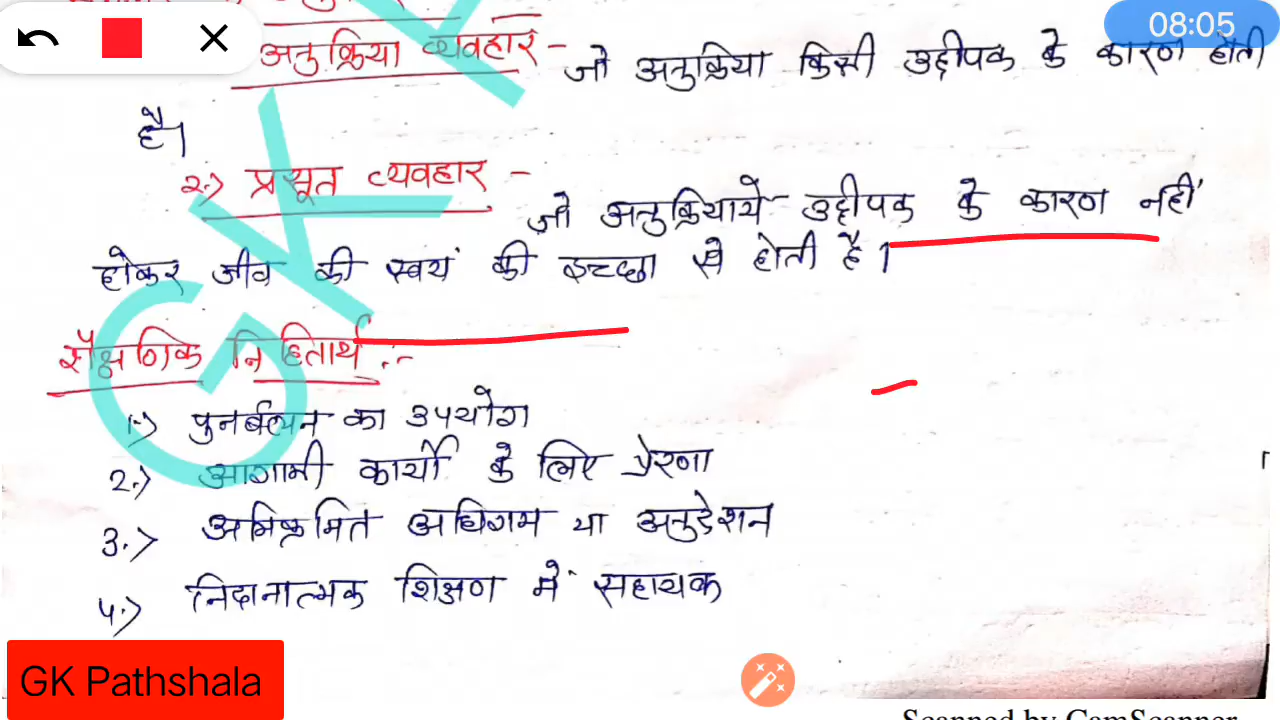 08:05
अनुक्रिया व्यवहार - जो अनुक्रिया किसी उद्दीपक के कारण होती
है।
2.) प्रसूत व्यवहार - जो अनुक्रियायें उद्दीपक के कारण नहीं
होकर जीव की स्वयं की इच्छा से होती है।
शैक्षणिक निहितार्थ :-
1.) पुनर्बलन का उपयोग
2.) आगामी कार्यो के लिए प्रेरणा
3.) अभिक्रमित अधिगम या अनुदेशन
4.) निदानात्मक शिक्षण में सहायक
GK Pathshala
Scanned by CamScanner